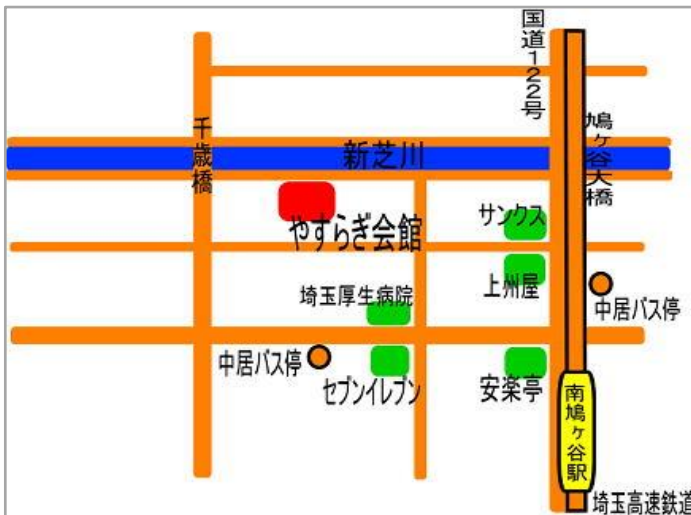 国道122号
千歳橋
新芝川
鳩ヶ谷大橋
サンクス
やすらぎ会館
上州屋
埼玉厚生病院
中居バス停
中居バス停
セブンイレブン
安楽亭
南鳩ヶ谷駅
埼玉高速鉄道